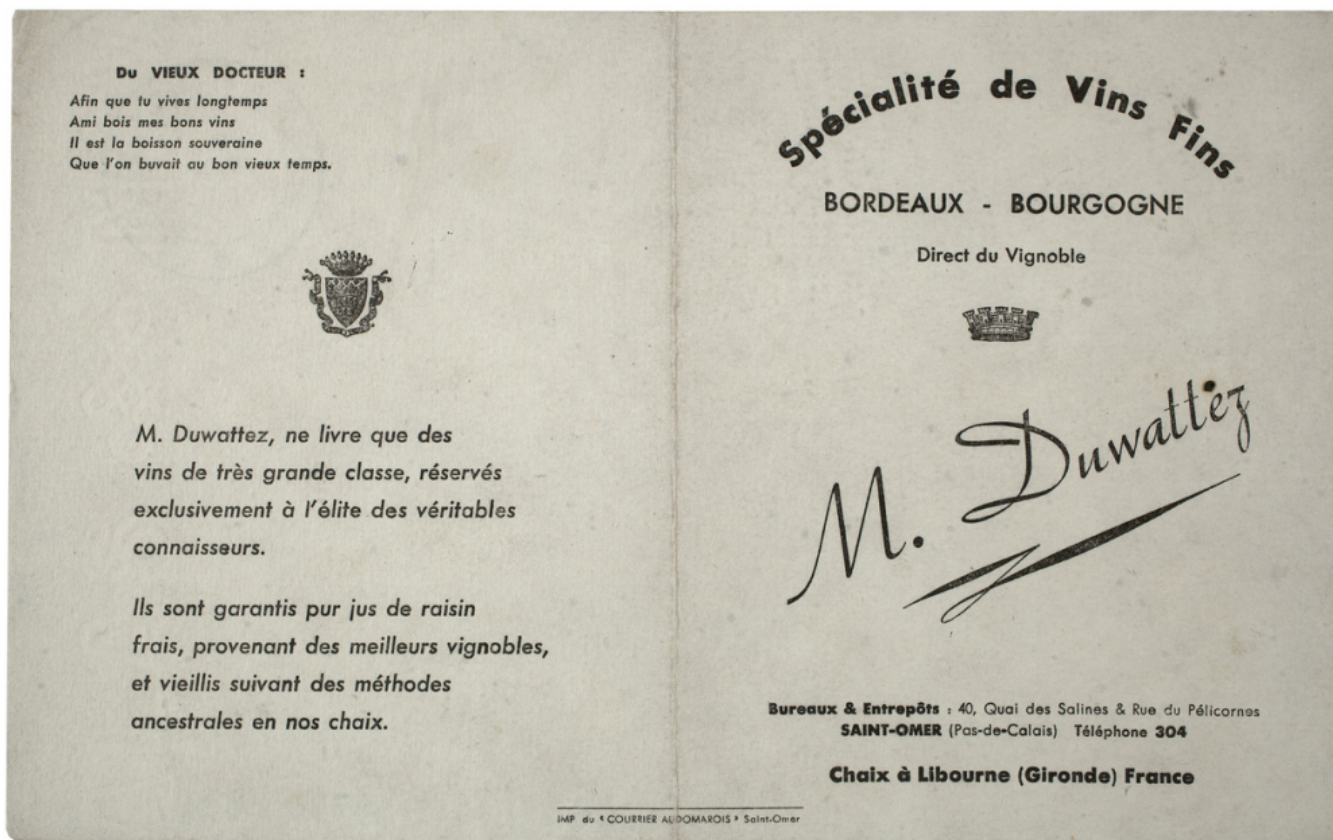 Du VIEUX DOCTEUR :
Afin que tu vives longtemps
Ami bois mes bons vins
Il est la boisson souveraine
Que l'on buvait au bon vieux temps.
M. Duwattez, ne livre que des
vins de très grande classe, réservés
exclusivement à l'élite des véritables
connaisseurs.
Ils sont garantis pur jus de raisin
frais, provenant des meilleurs vignobles,
et vieillis suivant des méthodes
ancestrales en nos chaix.
IMP du « COURRIER AUDOMAROIS » Saint-Omer
Spécialité de Vins Fins
BORDEAUX - BOURGOGNE
Direct du Vignoble
M. Duwattez
Bureaux & Entrepôts : 40, Quai des Salines & Rue du Pélicornes
SAINT-OMER (Pas-de-Calais) Téléphone 304
Chaix à Libourne (Gironde) France